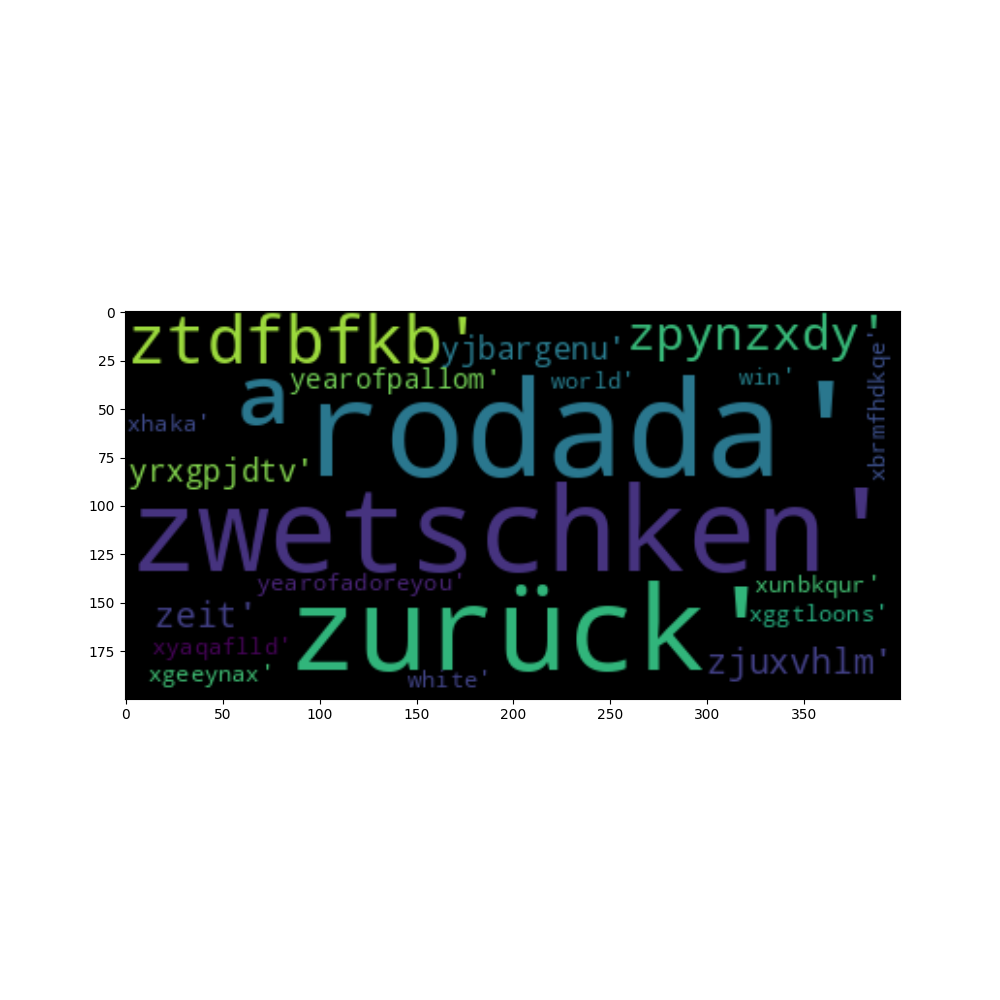 0
ztdfbfkb'
zpynzxdy'
yjbargenu'
25
yearofpallom'
world'
win'
xbrmfhdkqe'
a rodada'
50
xhaka'
75
yrxgpjdtv'
100
zwetschken'
125
yearofadoreyou'
xunbkqur'
150
zeit'
zurück'
xggtloons'
xyaqaflld'
175
xgeeynax'
white'
zjuxvhlm'
0 50 100 150 200 250 300 350